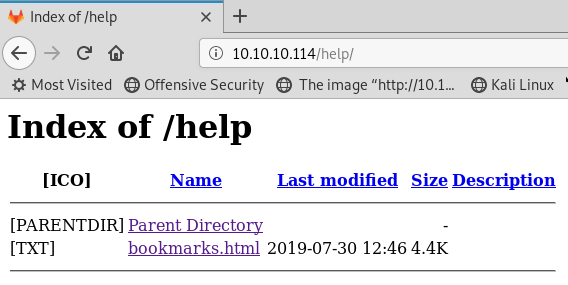 Index of /help
10.10.10.114/help/
Most Visited Offensive Security The image “http://10.1… Kali Linux
Index of /help
[ICO] Name Last modified Size Description
[PARENTDIR] Parent Directory -
[TXT] bookmarks.html 2019-07-30 12:46 4.4K